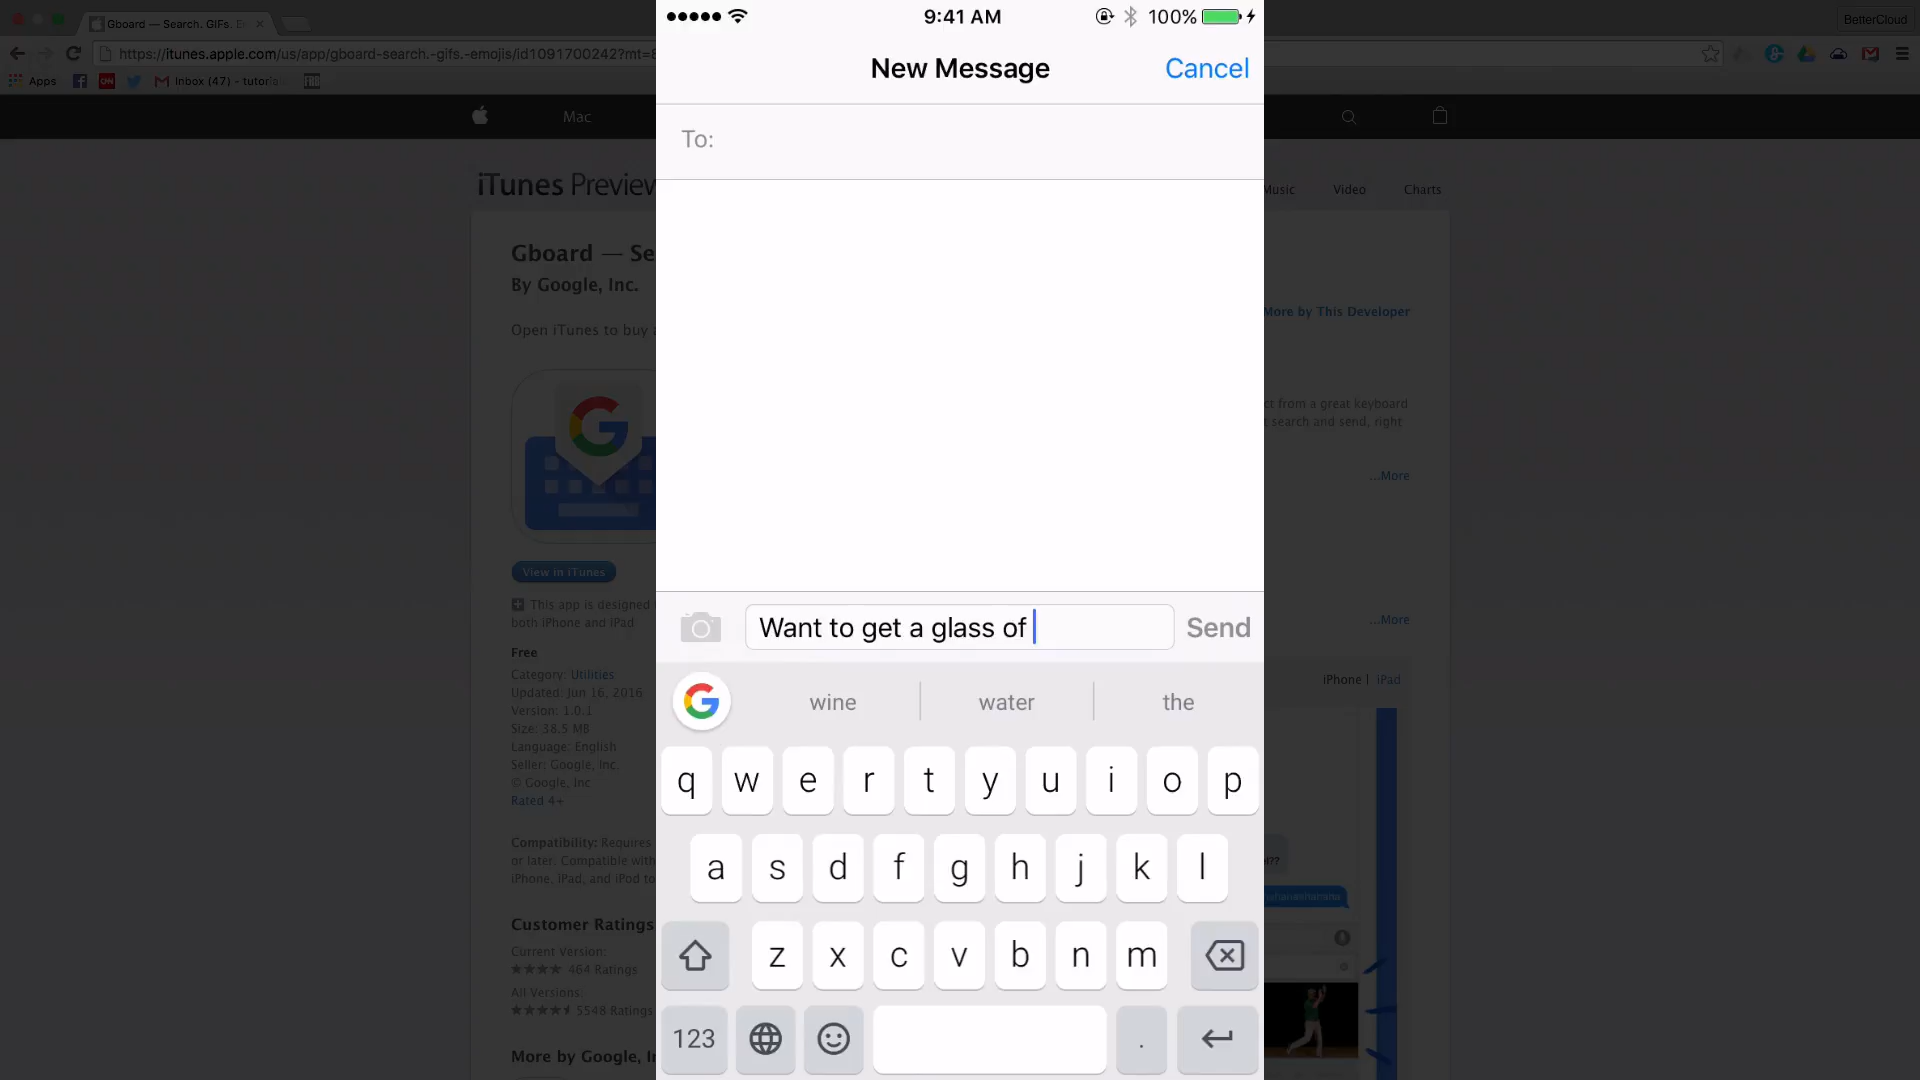 Gboard — Search. GIFs. E
BetterCloud
https://itunes.apple.com/us/app/gboard-search.-gifs.-emojis/id1091700242?mt=8
Apps
Inbox (47) - tutoria
Mac
iTunes Preview
Music
Video
Charts
Gboard — Se
By Google, Inc.
Open iTunes to buy a
More by This Developer
ct from a great keyboard
t search and send, right
...More
View in iTunes
This app is designed
both iPhone and iPad
...More
Free
Category: Utilities
Updated: Jun 16, 2016
Version: 1.0.1
Size: 38.5 MB
Language: English
Seller: Google, Inc.
© Google, Inc
Rated 4+
iPhone | iPad
Compatibility: Requires
or later. Compatible with
iPhone, iPad, and iPod to
Customer Ratings
Current Version:
464 Ratings
All Versions:
5548 Ratings
More by Google, I
9:41 AM
100%
New Message
Cancel
To:
Want to get a glass of
Send
wine
water
the
q w e r t y u i o p
a s d f g h j k l
z x c v b n m
123
.